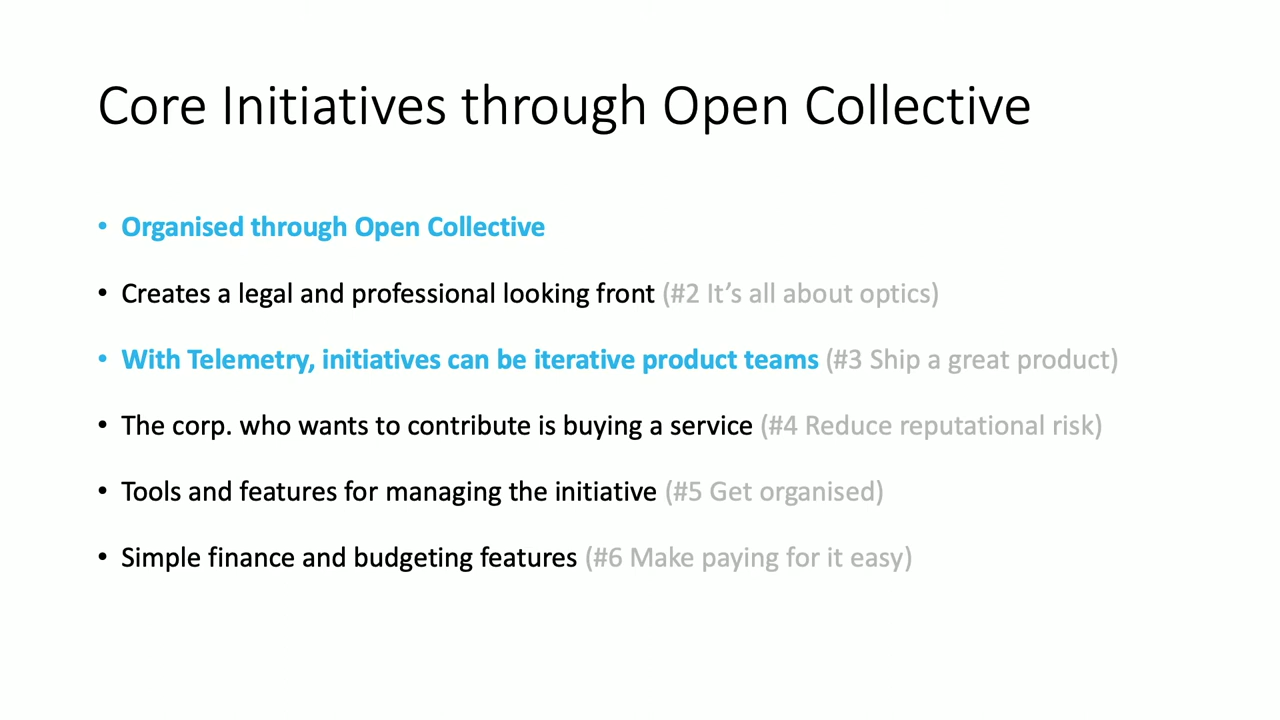 Core Initiatives through Open Collective
• Organised through Open Collective
• Creates a legal and professional looking front (#2 It’s all about optics)
• With Telemetry, initiatives can be iterative product teams (#3 Ship a great product)
• The corp. who wants to contribute is buying a service (#4 Reduce reputational risk)
• Tools and features for managing the initiative (#5 Get organised)
• Simple finance and budgeting features (#6 Make paying for it easy)